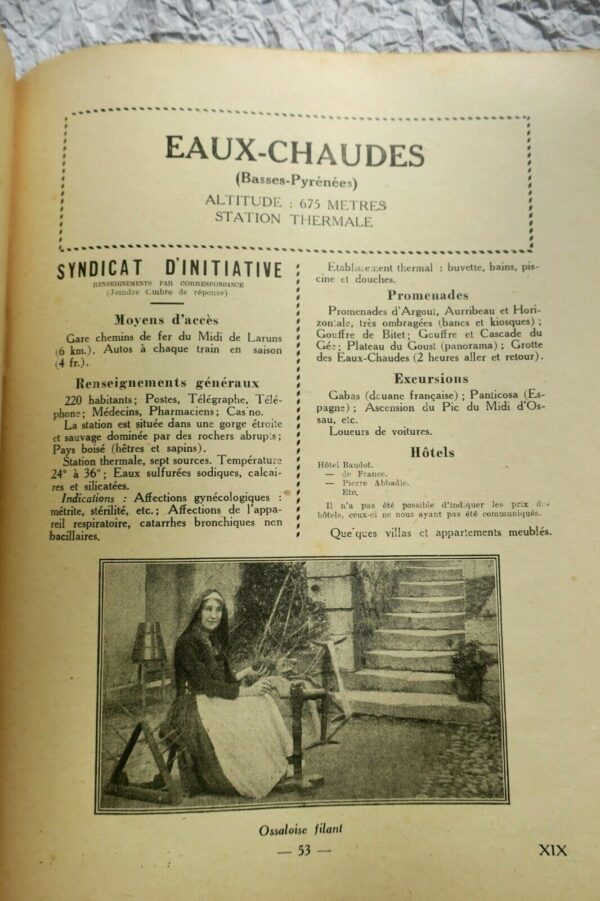 EAUX-CHAUDES
(Basses-Pyrénées)
ALTITUDE : 675 METRES
STATION THERMALE
SYNDICAT D'INITIATIVE
RENSEIGNEMENTS PAR CORRESPONDANCE
(Joindre timbre de réponse)
Moyens d'accès
Gare chemins de fer du Midi de Laruns
(6 km.). Autos à chaque train en saison
(4 fr.).
Renseignements généraux
220 habitants; Postes, Télégraphe, Télé-
phone; Médecins, Pharmaciens; Casino.
La station est située dans une gorge étroite
et sauvage dominée par des rochers abrupts;
Pays boisé (hêtres et sapins).
Station thermale, sept sources. Température
24° à 36°; Eaux sulfurées sodiques, calcai-
res et silicatées.
Indications : Affections gynécologiques :
métrite, stérilité, etc.; Affections de l'appa-
reil respiratoire, catarrhes bronchiques non
bacillaires.
Etablissement thermal : buvette, bains, pis-
cine et douches.
Promenades
Promenades d'Argout, Aurribeau et Hori-
zontale, très ombragées (bancs et kiosques) ;
Gouffre de Bitet; Gouffre et Cascade du
Gée; Plateau du Goust (panorama) ; Grotte
des Eaux-Chaudes (2 heures aller et retour).
Excursions
Gabas (douane française) ; Panticosa (Es-
pagne) ; Ascension du Pic du Midi d'Os-
sau, etc.
Loueurs de voitures.
Hôtels
Hôtel Baudot.
— de France.
— Pierre Abbadie.
Etc.
Il n'a pas été possible d'indiquer les prix des
hôtels, ceux-ci ne nous ayant pas été communiqués.
Quelques villas et appartements meublés.
Ossaloise filant
— 53 —
XIX